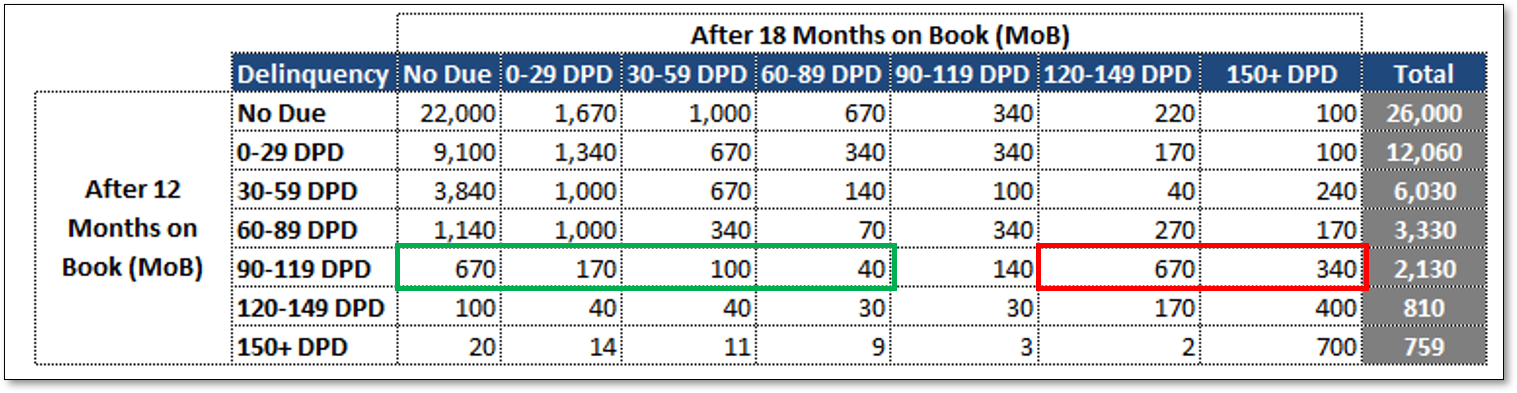 After 18 Months on Book (MoB)
Delinquency No Due 0-29 DPD 30-59 DPD 60-89 DPD 90-119 DPD 120-149 DPD 150+ DPD Total
After 12 Months on Book (MoB)
No Due 22,000 1,670 1,000 670 340 220 100 26,000
0-29 DPD 9,100 1,340 670 340 340 170 100 12,060
30-59 DPD 3,840 1,000 670 140 100 40 240 6,030
60-89 DPD 1,140 1,000 340 70 340 270 170 3,330
90-119 DPD 670 170 100 40 140 670 340 2,130
120-149 DPD 100 40 40 30 30 170 400 810
150+ DPD 20 14 11 9 3 2 700 759